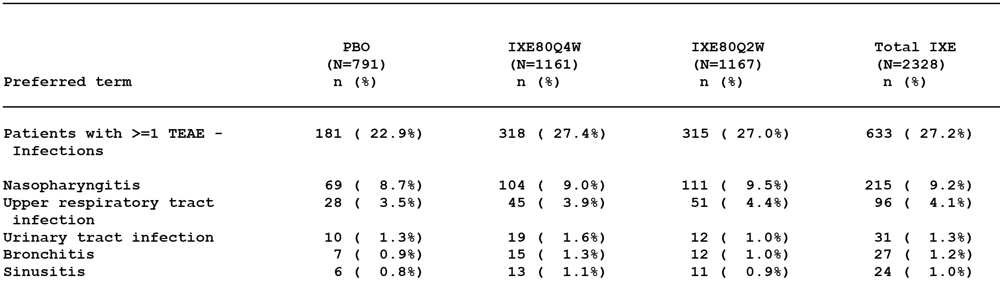 PBO IXE80Q4W IXE80Q2W Total IXE
(N=791) (N=1161) (N=1167) (N=2328)
Preferred term n (%) n (%) n (%) n (%)
Patients with >=1 TEAE - 181 ( 22.9%) 318 ( 27.4%) 315 ( 27.0%) 633 ( 27.2%)
Infections
Nasopharyngitis 69 ( 8.7%) 104 ( 9.0%) 111 ( 9.5%) 215 ( 9.2%)
Upper respiratory tract 28 ( 3.5%) 45 ( 3.9%) 51 ( 4.4%) 96 ( 4.1%)
infection
Urinary tract infection 10 ( 1.3%) 19 ( 1.6%) 12 ( 1.0%) 31 ( 1.3%)
Bronchitis 7 ( 0.9%) 15 ( 1.3%) 12 ( 1.0%) 27 ( 1.2%)
Sinusitis 6 ( 0.8%) 13 ( 1.1%) 11 ( 0.9%) 24 ( 1.0%)